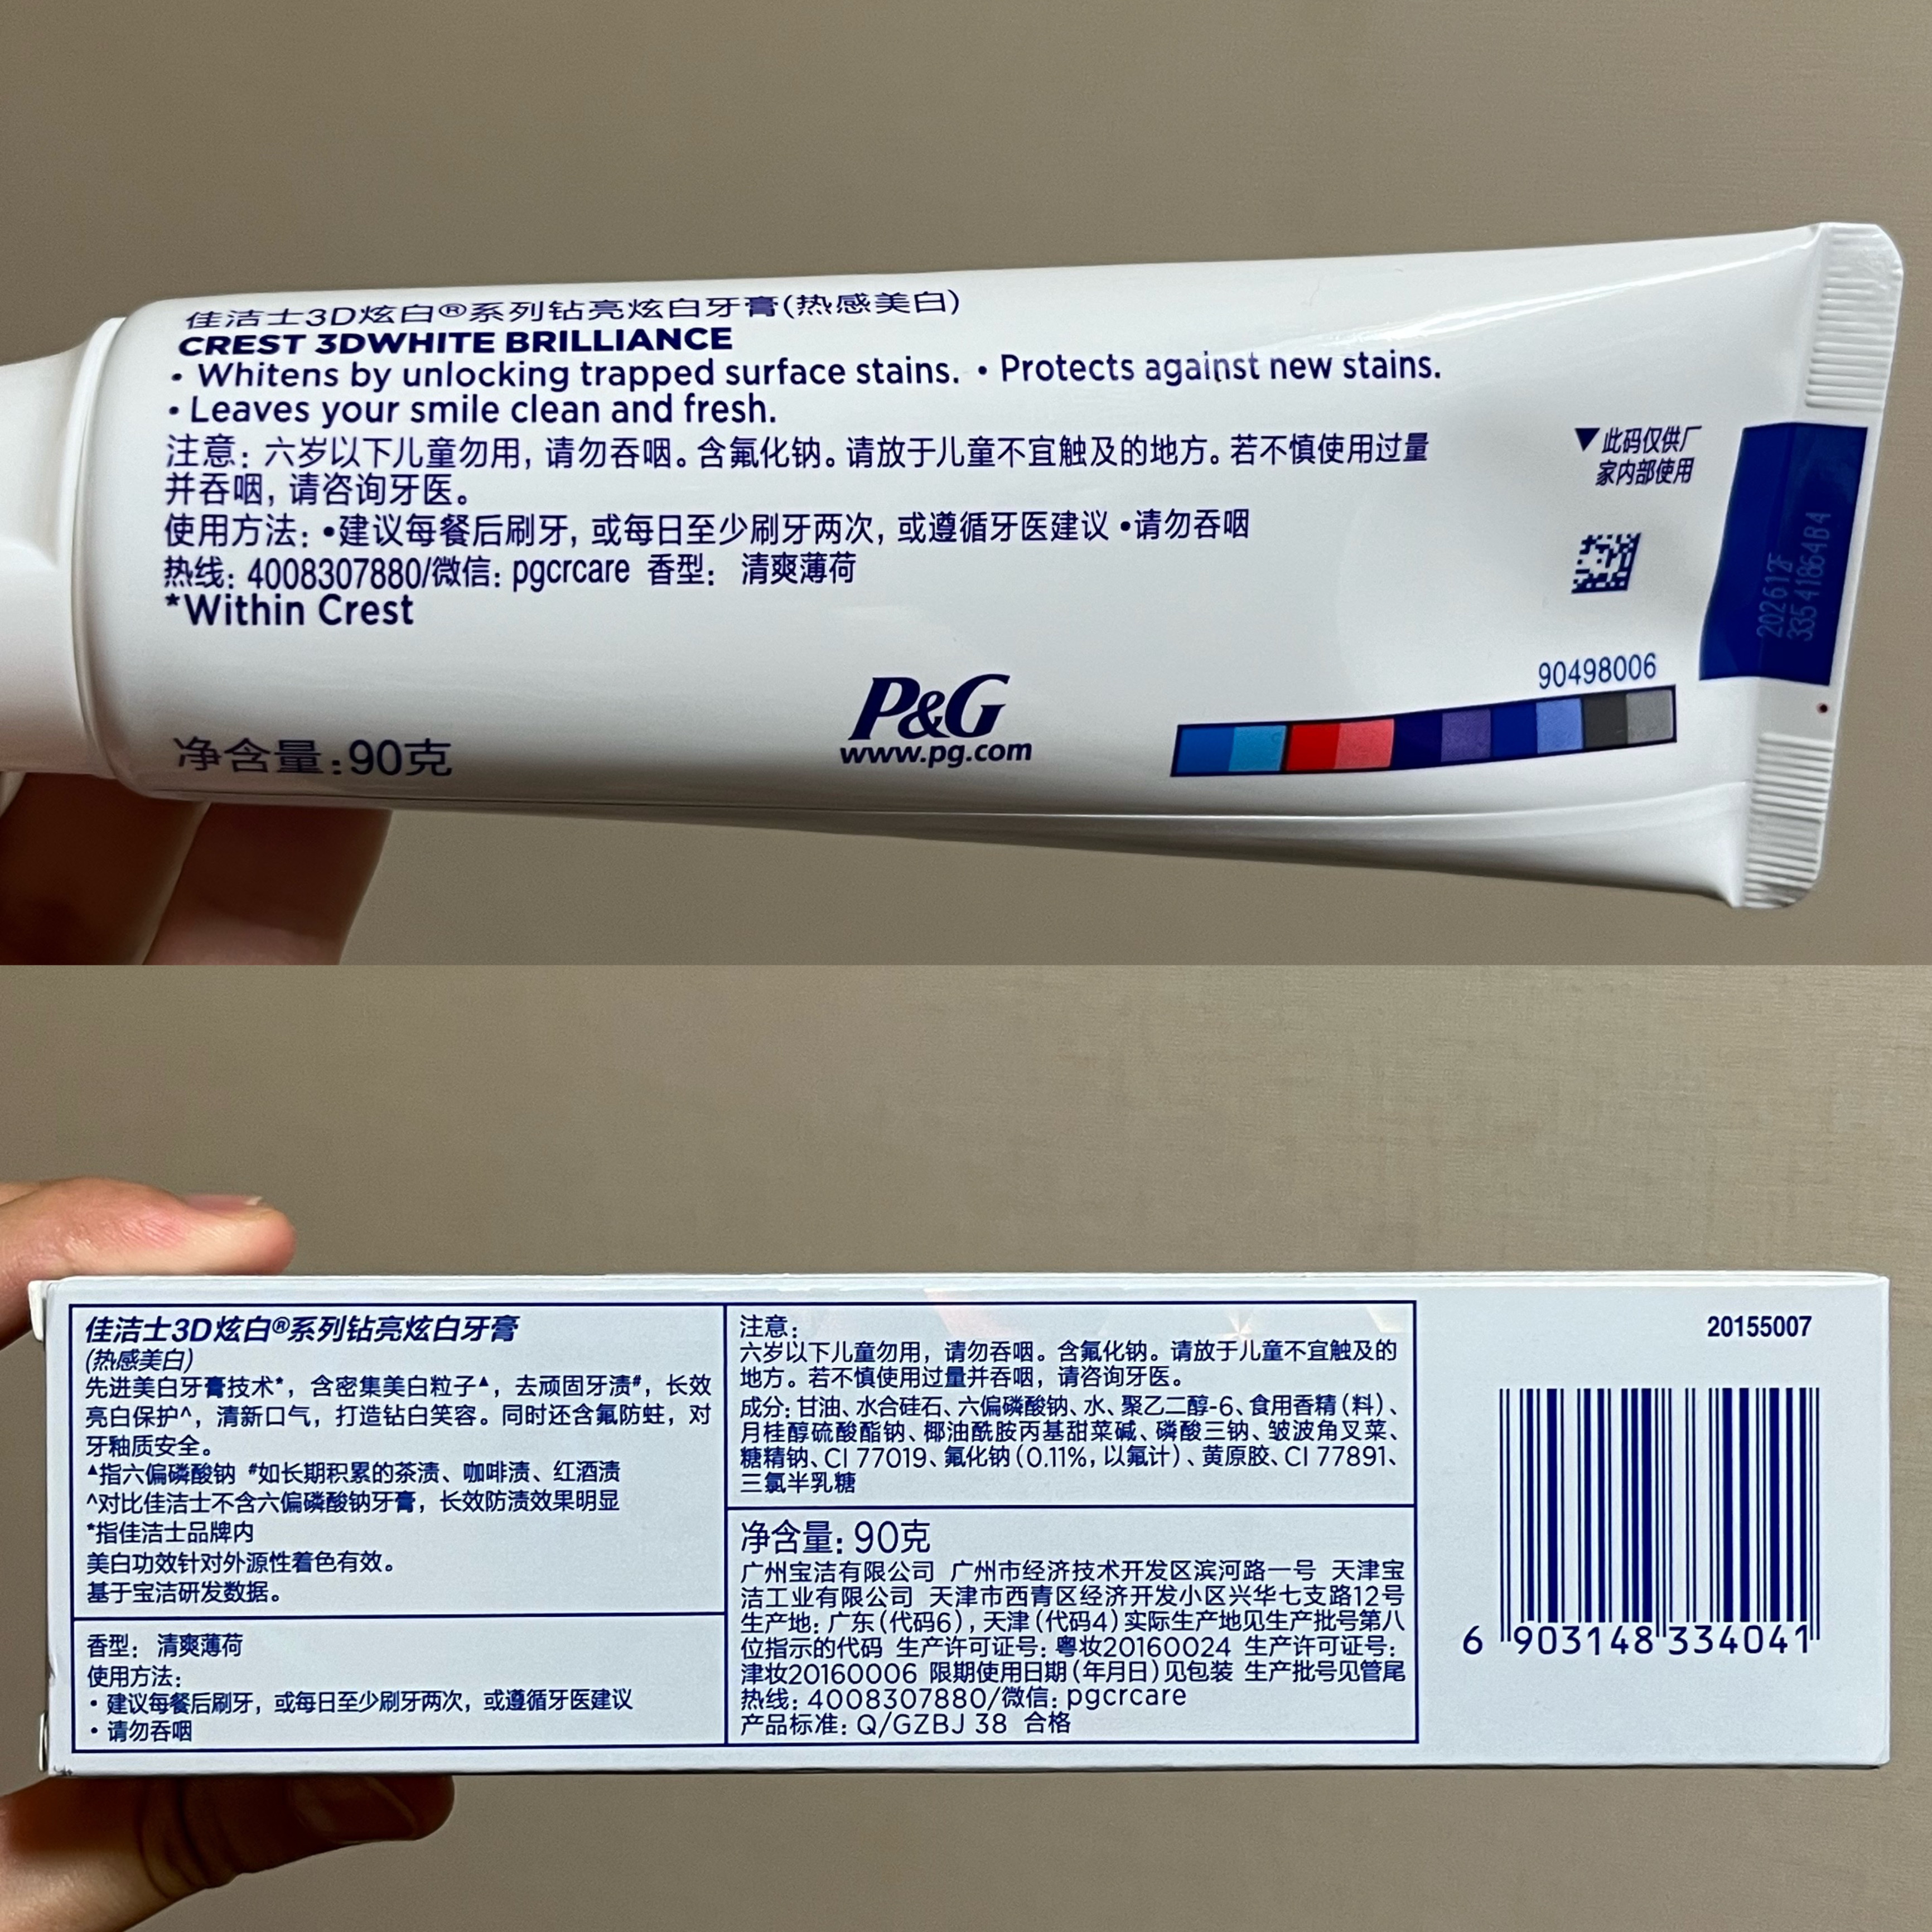 佳洁士3D炫白®系列钻亮炫白牙膏(热感美白)
CREST 3DWHITE BRILLIANCE
• Whitens by unlocking trapped surface stains. • Protects against new stains.
• Leaves your smile clean and fresh.
注意: 六岁以下儿童勿用, 请勿吞咽。含氟化钠。请放于儿童不宜触及的地方。若不慎使用过量
并吞咽, 请咨询牙医。
使用方法: •建议每餐后刷牙, 或每日至少刷牙两次, 或遵循牙医建议 •请勿吞咽
热线: 4008307880/微信: pgcrcare 香型: 清爽薄荷
*Within Crest
净含量:90克
P&G
www.pg.com
▼此码仅供厂
家内部使用
90498006
佳洁士3D炫白®系列钻亮炫白牙膏
(热感美白)
先进美白牙膏技术*, 含密集美白粒子▲, 去顽固牙渍#, 长效
亮白保护^, 清新口气, 打造钻白笑容。同时还含氟防蛀, 对
牙釉质安全。
▲指六偏磷酸钠 #如长期积累的茶渍、咖啡渍、红酒渍
^对比佳洁士不含六偏磷酸钠牙膏, 长效防渍效果明显
*指佳洁士品牌内
美白功效针对外源性着色有效。
基于宝洁研发数据。
香型: 清爽薄荷
使用方法:
• 建议每餐后刷牙, 或每日至少刷牙两次, 或遵循牙医建议
• 请勿吞咽
注意:
六岁以下儿童勿用, 请勿吞咽。含氟化钠。请放于儿童不宜触及的
地方。若不慎使用过量并吞咽, 请咨询牙医。
成分: 甘油、水合硅石、六偏磷酸钠、水、聚乙二醇-6、食用香精(料)、
月桂醇硫酸酯钠、椰油酰胺丙基甜菜碱、磷酸三钠、皱波角叉菜、
糖精钠、CI 77019、氟化钠(0.11%, 以氟计)、黄原胶、CI 77891、
三氯半乳糖
净含量: 90克
广州宝洁有限公司 广州市经济技术开发区滨河路一号 天津宝
洁工业有限公司 天津市西青区经济开发小区兴华七支路12号
生产地: 广东(代码6), 天津(代码4)实际生产地见生产批号第八
位指示的代码 生产许可证号: 粤妆20160024 生产许可证号:
津妆20160006 限期使用日期(年月日)见包装 生产批号见管尾
热线: 4008307880/微信: pgcrcare
产品标准: Q/GZBJ 38 合格
20155007
6 903148 334041